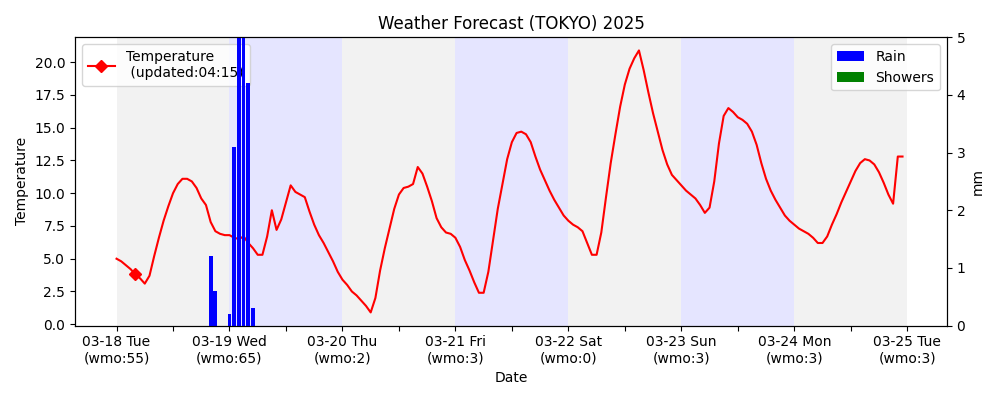 Weather Forecast (TOKYO) 2025
Temperature
(updated:04:15)
Rain
Showers
Temperature
20.0
17.5
15.0
12.5
10.0
7.5
5.0
2.5
0.0
5
4
3
2
1
0
mm
03-18 Tue
(wmo:55)
03-19 Wed
(wmo:65)
03-20 Thu
(wmo:2)
03-21 Fri
(wmo:3)
03-22 Sat
(wmo:0)
03-23 Sun
(wmo:3)
03-24 Mon
(wmo:3)
03-25 Tue
(wmo:3)
Date